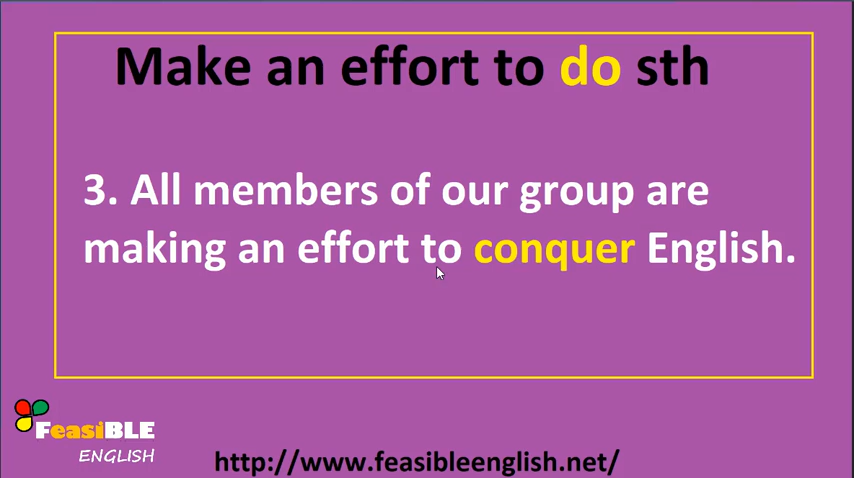 Make an effort to do sth
3. All members of our group are
making an effort to conquer English.
FeasiBLE
ENGLISH
http://www.feasibleenglish.net/